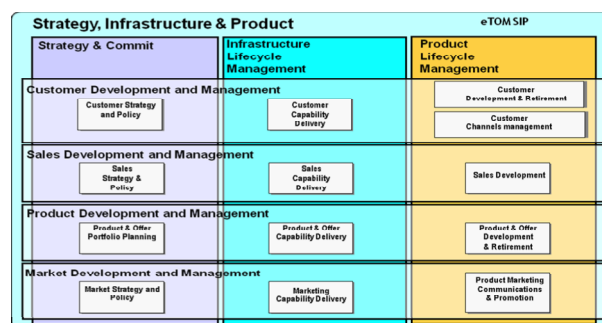 Strategy, Infrastructure & Product
eTOM SIP
Strategy & Commit
Infrastructure
Lifecycle
Management
Product
Lifecycle
Management
Customer Development and Management
Customer Strategy
and Policy
Customer
Capability
Delivery
Customer
Development & Retirement
Customer
Channels management
Sales Development and Management
Sales
Strategy &
Policy
Sales
Capability
Delivery
Sales Development
Product Development and Management
Product & Offer
Portfolio Planning
Product & Offer
Capability Delivery
Product & Offer
Development
& Retirement
Market Development and Management
Market Strategy and
Policy
Marketing
Capability Delivery
Product Marketing
Communications
& Promotion